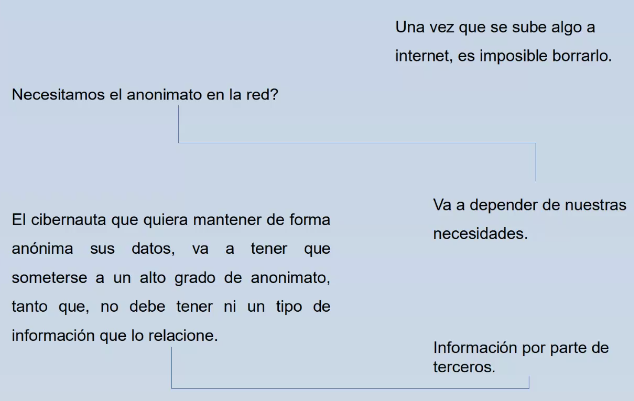 Una vez que se sube algo a
internet, es imposible borrarlo.
Necesitamos el anonimato en la red?
Va a depender de nuestras
necesidades.
El cibernauta que quiera mantener de forma
anónima sus datos, va a tener que
someterse a un alto grado de anonimato,
tanto que, no debe tener ni un tipo de
información que lo relacione.
Información por parte de
terceros.